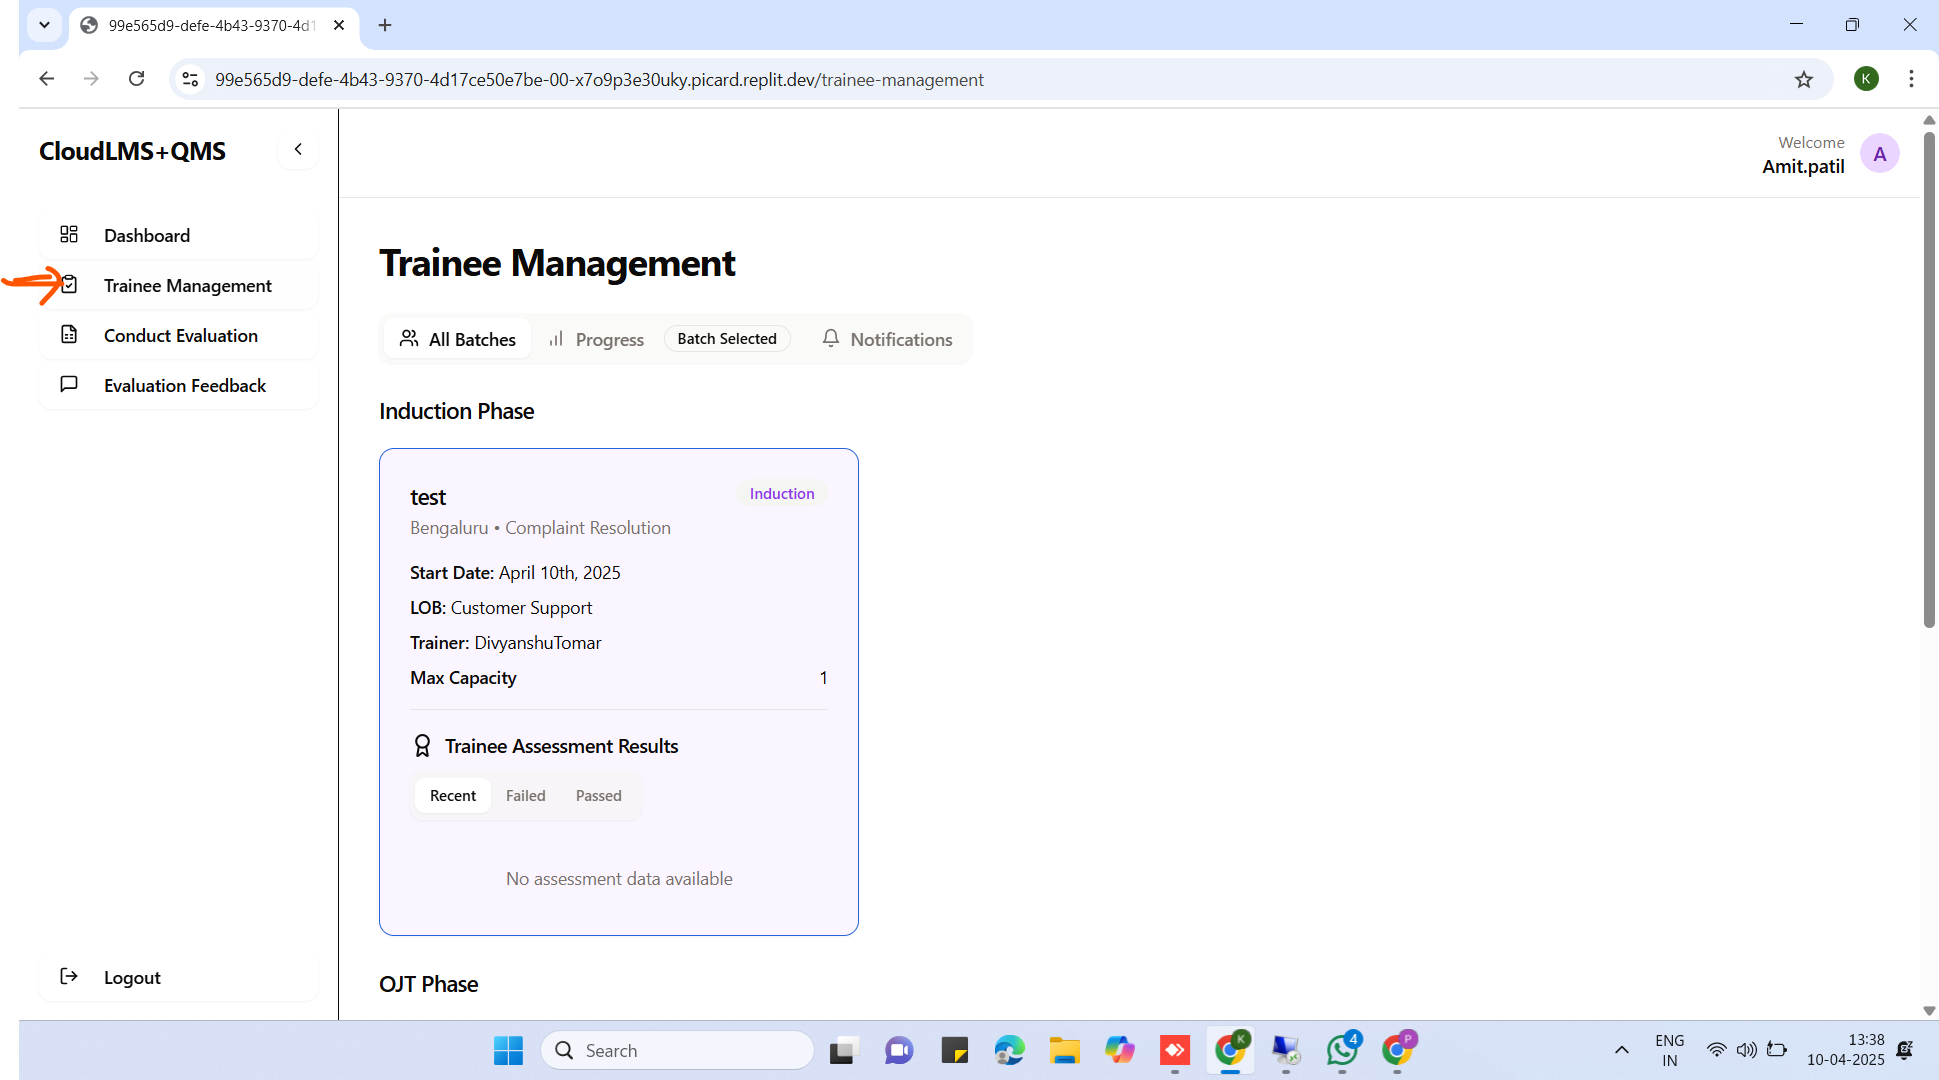 99e565d9-defe-4b43-9370-4d1
99e565d9-defe-4b43-9370-4d17ce50e7be-00-x7o9p3e30uky.picard.replit.dev/trainee-management
K
CloudLMS+QMS
Welcome
Amit.patil
A
Dashboard
Trainee Management
Conduct Evaluation
Evaluation Feedback
Logout
Trainee Management
All Batches
Progress
Batch Selected
Notifications
Induction Phase
test
Induction
Bengaluru • Complaint Resolution
Start Date: April 10th, 2025
LOB: Customer Support
Trainer: DivyanshuTomar
Max Capacity 1
Trainee Assessment Results
Recent
Failed
Passed
No assessment data available
OJT Phase
Search
K
4
P
ENG
IN
13:38
10-04-2025